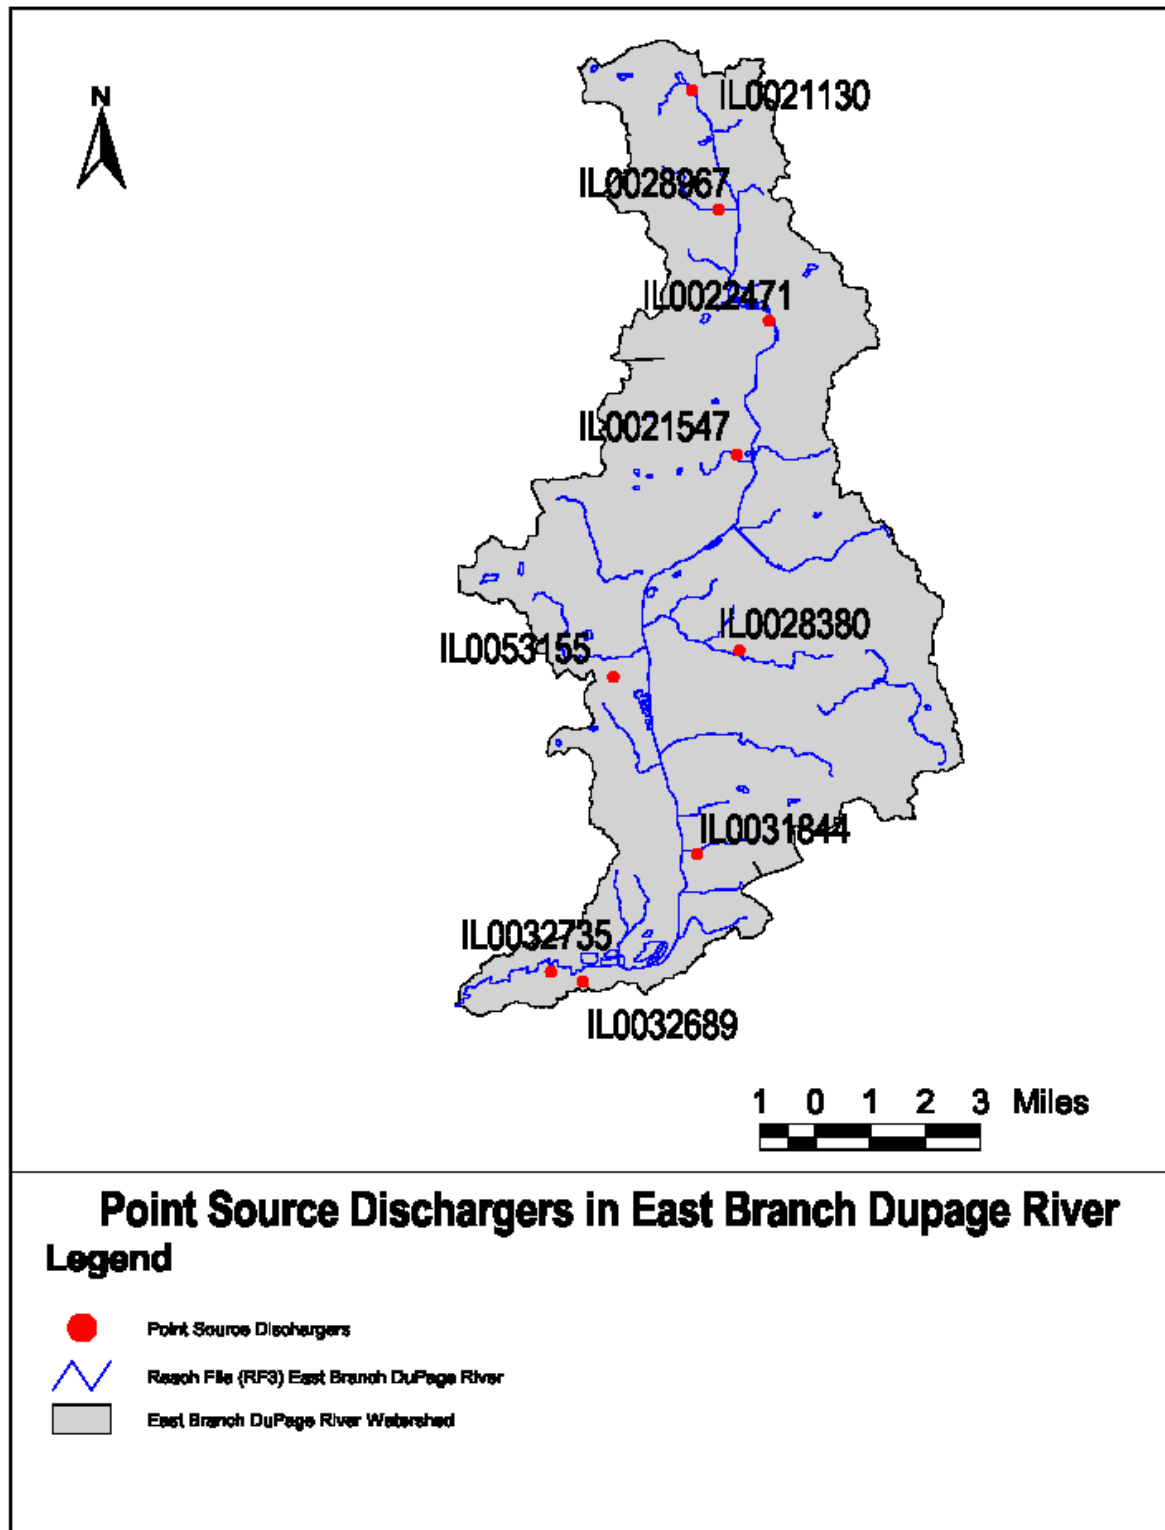 N
IL0021130
IL0028967
IL0022471
IL0021547
IL0028380
IL0053155
IL0031844
IL0032735
IL0032689
1 0 1 2 3 Miles
Point Source Dischargers in East Branch Dupage River
Legend
Point Source Dischargers
Reach File (RF3) East Branch DuPage River
East Branch DuPage River Watershed